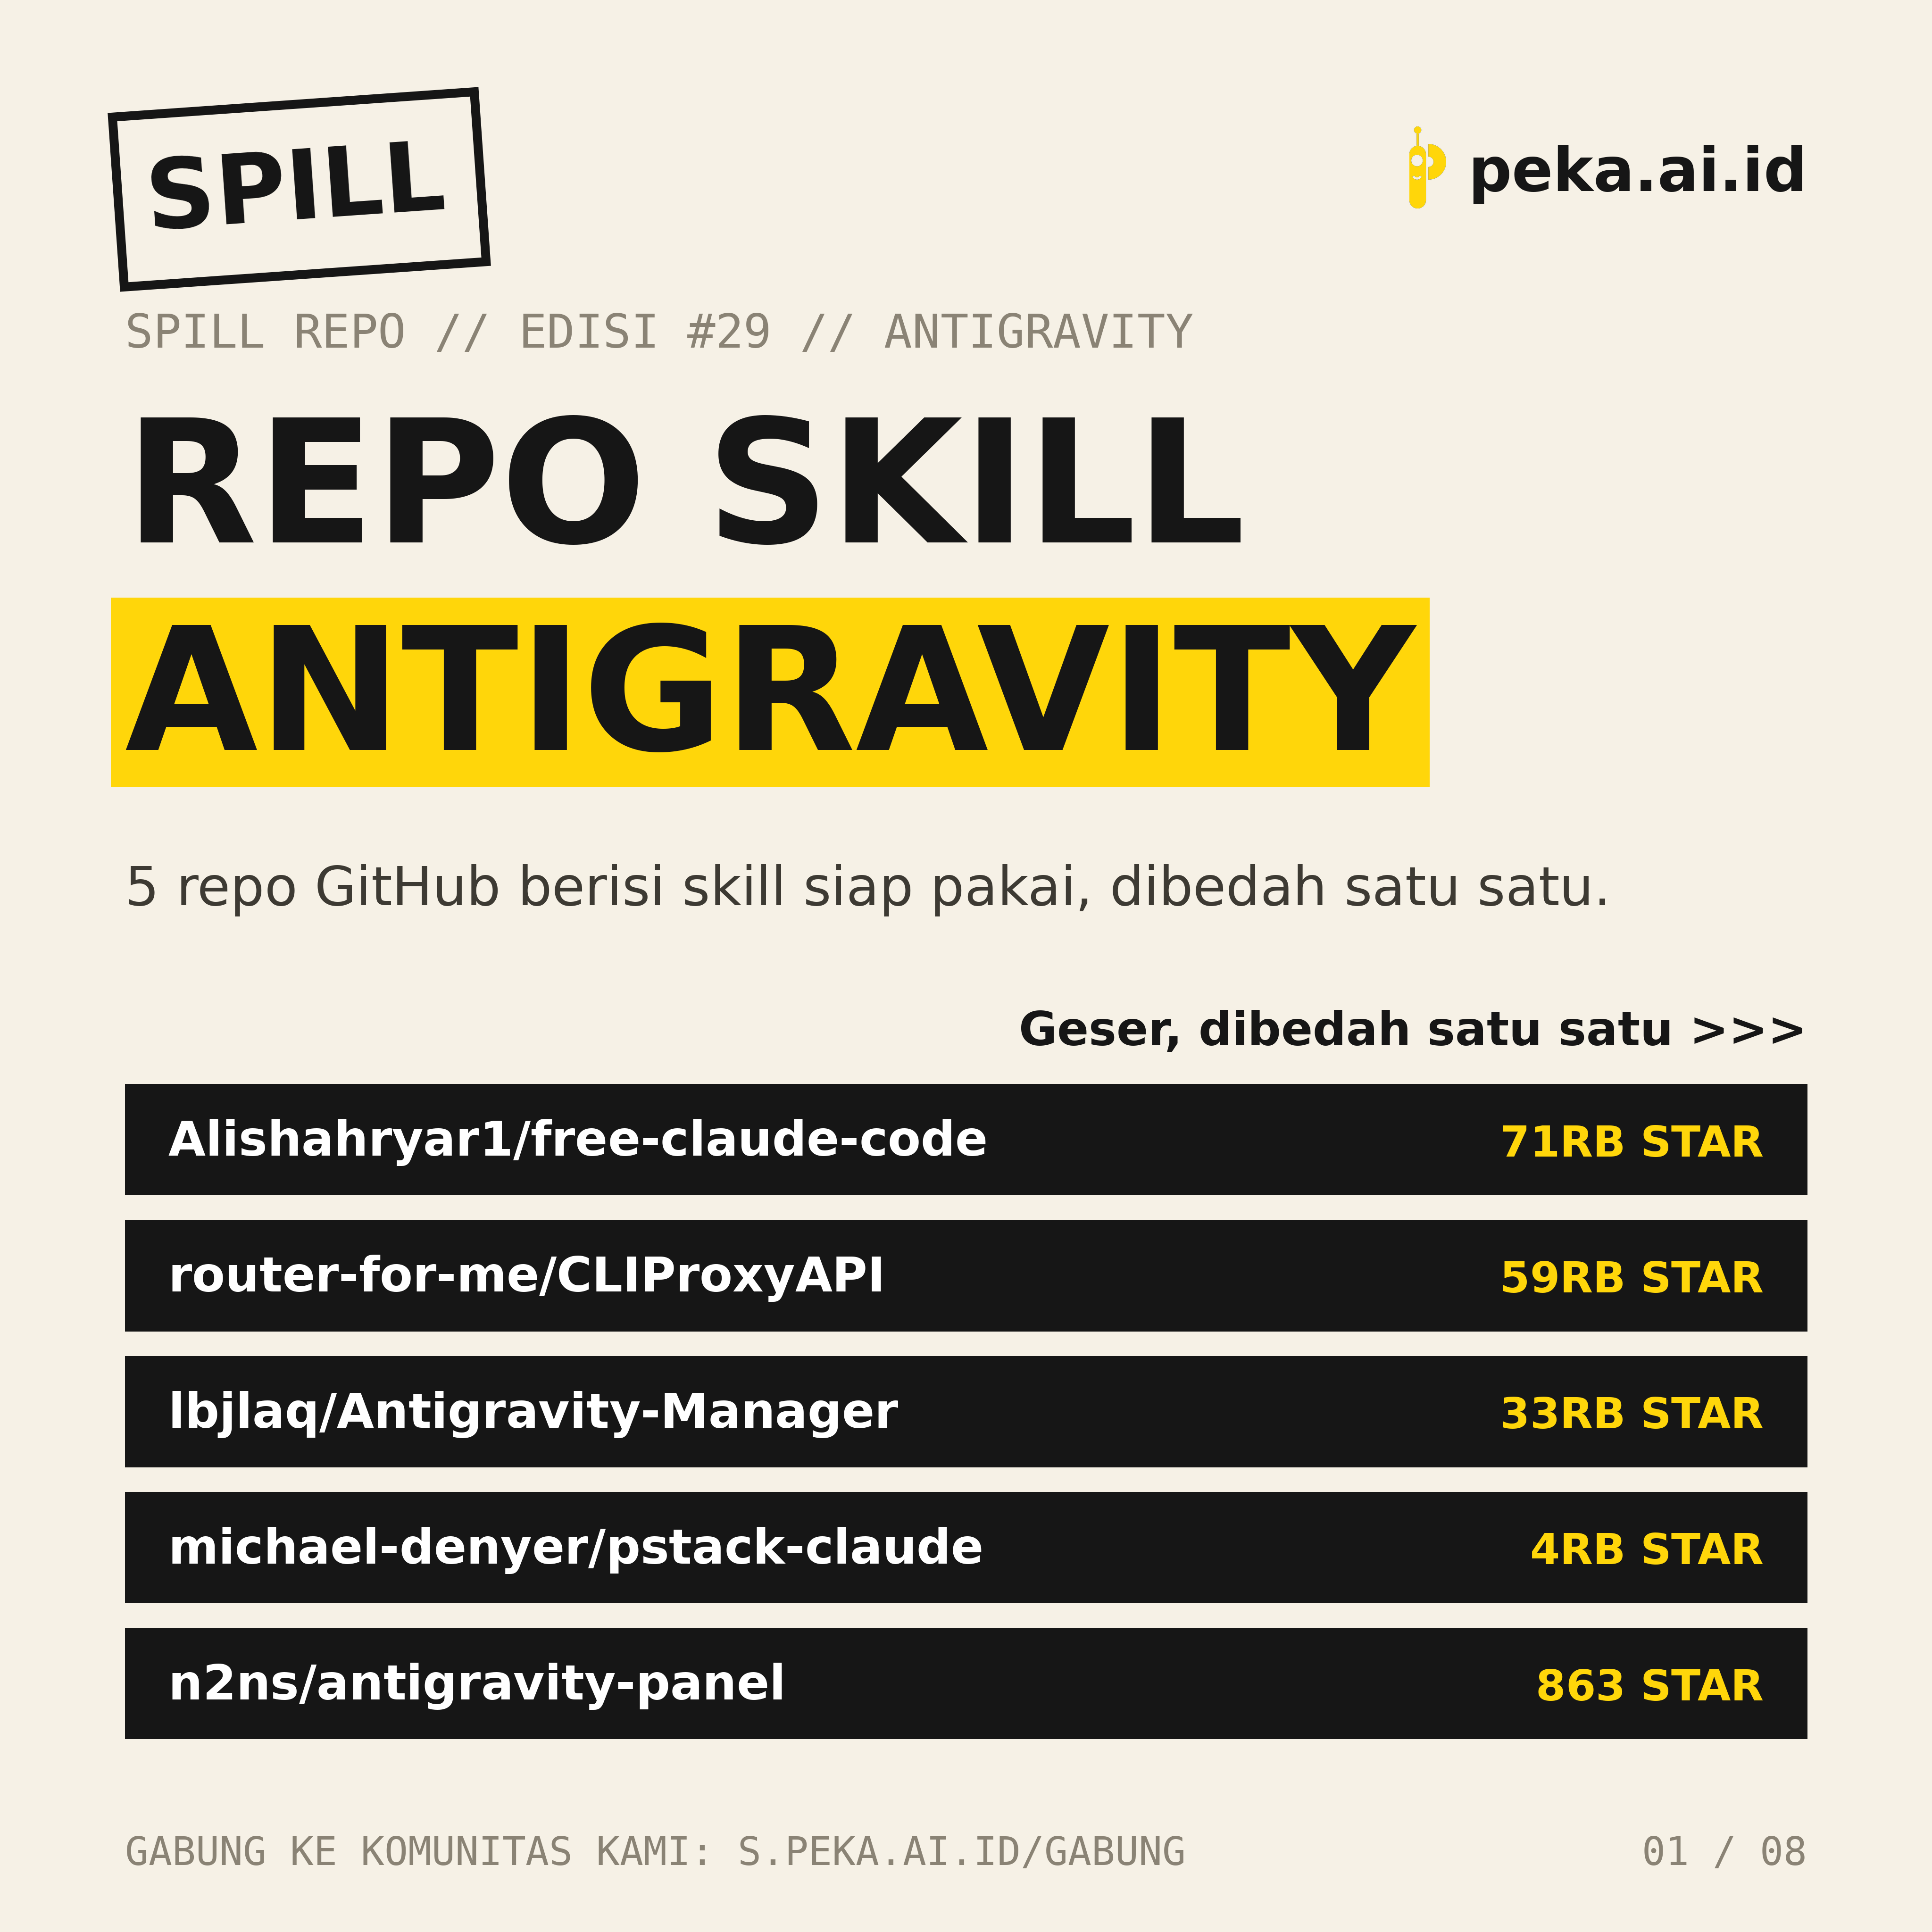 SPILL
peka.ai.id
SPILL REPO // EDISI #29 // ANTIGRAVITY
REPO SKILL
ANTIGRAVITY
5 repo GitHub berisi skill siap pakai, dibedah satu satu.
Geser, dibedah satu satu >>>
Alishahryar1/free-claude-code 71RB STAR
router-for-me/CLIProxyAPI 59RB STAR
lbjlaq/Antigravity-Manager 33RB STAR
michael-denyer/pstack-claude 4RB STAR
n2ns/antigravity-panel 863 STAR
GABUNG KE KOMUNITAS KAMI: S.PEKA.AI.ID/GABUNG 01 / 08